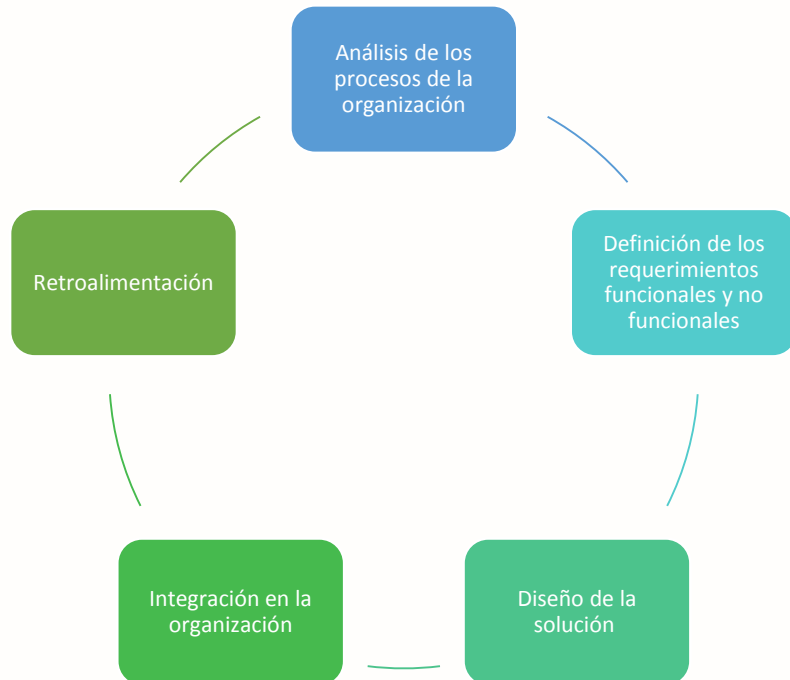 Análisis de los
procesos de la
organización
Definición de los
requerimientos
funcionales y no
funcionales
Diseño de la
solución
Integración en la
organización
Retroalimentación